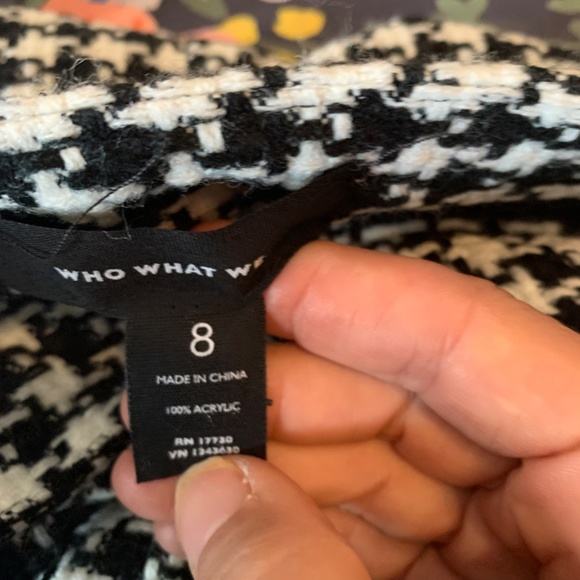 WHO WHAT WE
8
MADE IN CHINA
100% ACRYLIC
RN 17730
VN 1343630